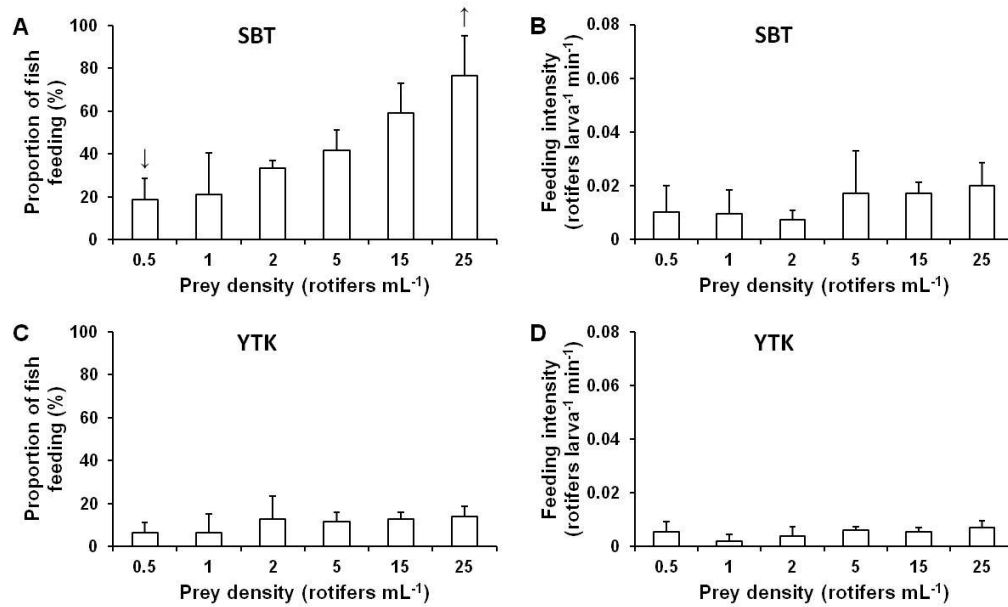 A
SBT
Proportion of fish
feeding (%)
100
80
60
40
20
0
↓
↑
0.5 1 2 5 15 25
Prey density (rotifers mL⁻¹)
B
SBT
Feeding intensity
(rotifers larva⁻¹ min⁻¹)
0.08
0.06
0.04
0.02
0
0.5 1 2 5 15 25
Prey density (rotifers mL⁻¹)
C
YTK
Proportion of fish
feeding (%)
100
80
60
40
20
0
0.5 1 2 5 15 25
Prey density (rotifers mL⁻¹)
D
YTK
Feeding intensity
(rotifers larva⁻¹ min⁻¹)
0.08
0.06
0.04
0.02
0
0.5 1 2 5 15 25
Prey density (rotifers mL⁻¹)